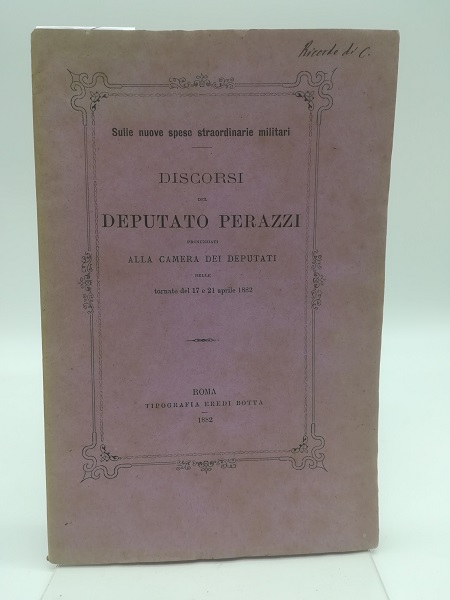 Ricordo di C.
Sulle nuove spese straordinarie militari
DISCORSI
DEL
DEPUTATO PERAZZI
PRONUNZIATI
ALLA CAMERA DEI DEPUTATI
NELLE
tornate del 17 e 21 aprile 1882
ROMA
TIPOGRAFIA EREDI BOTTA
1882